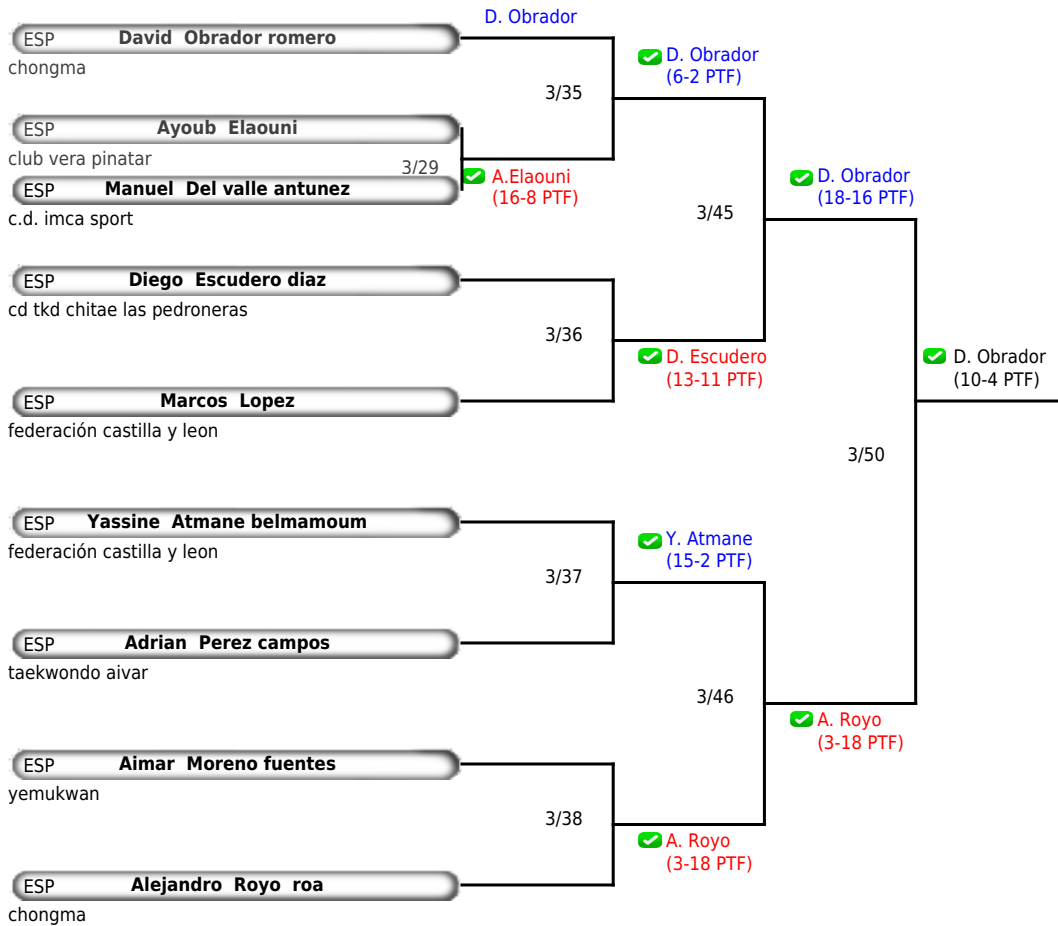 D. Obrador
ESP David Obrador romero
chongma
D. Obrador
(6-2 PTF)
3/35
ESP Ayoub Elaouni
club vera pinatar
3/29
A.Elaouni
(16-8 PTF)
ESP Manuel Del valle antunez
c.d. imca sport
D. Obrador
(18-16 PTF)
3/45
ESP Diego Escudero diaz
cd tkd chitae las pedroneras
3/36
D. Escudero
(13-11 PTF)
D. Obrador
(10-4 PTF)
ESP Marcos Lopez
federación castilla y leon
3/50
ESP Yassine Atmane belmamoum
federación castilla y leon
Y. Atmane
(15-2 PTF)
3/37
ESP Adrian Perez campos
taekwondo aivar
3/46
A. Royo
(3-18 PTF)
ESP Aimar Moreno fuentes
yemukwan
3/38
A. Royo
(3-18 PTF)
ESP Alejandro Royo roa
chongma